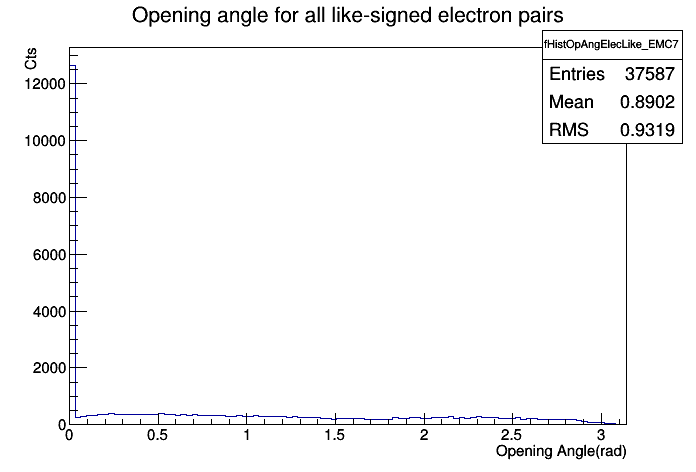 Opening angle for all like-signed electron pairs
fHistOpAngElecLike_EMC7
Entries 37587
Mean 0.8902
RMS 0.9319
Cts
12000
10000
8000
6000
4000
2000
0
0 0.5 1 1.5 2 2.5 3
Opening Angle(rad)